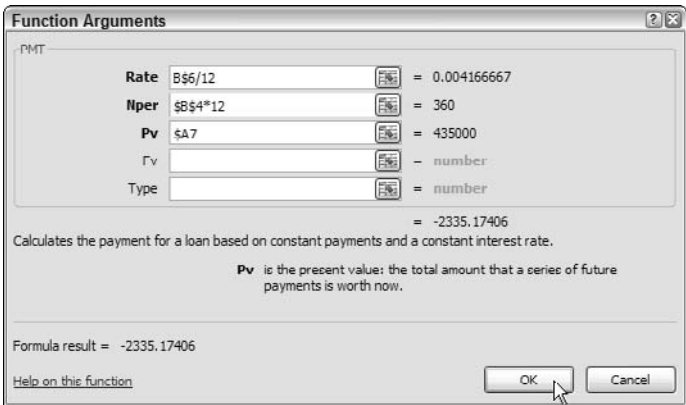 Function Arguments
PMT
Rate B$6/12 = 0.004166667
Nper $B$4*12 = 360
Pv $A7 = 435000
Fv = number
Type = number
= -2335.17406
Calculates the payment for a loan based on constant payments and a constant interest rate.
Pv is the present value: the total amount that a series of future
payments is worth now.
Formula result = -2335.17406
Help on this function
OK Cancel